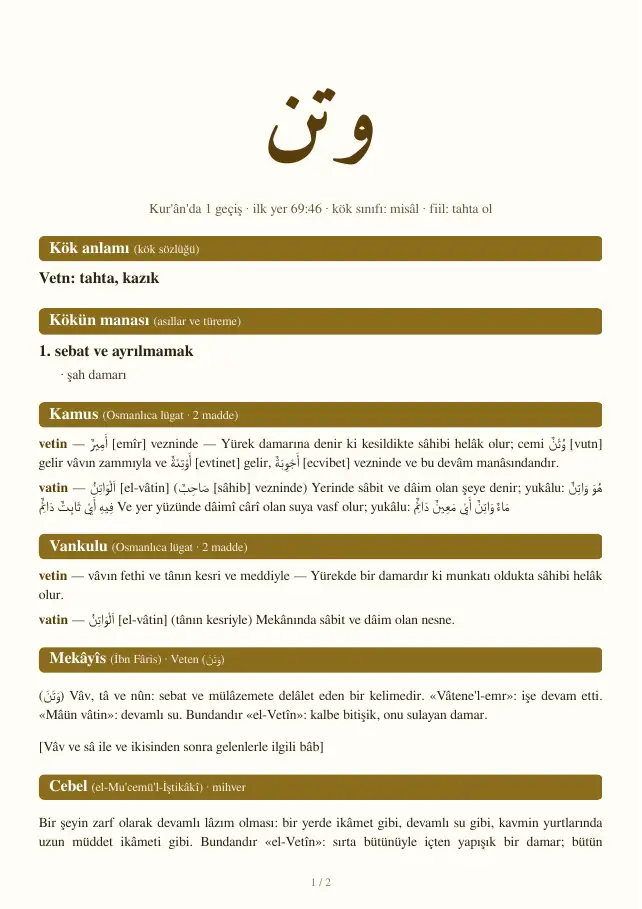 وتن
Kur'ân'da 1 geçiş · ilk yer 69:46 · kök sınıfı: misâl · fiil: tahta ol
Kök anlamı (kök sözlüğü)
Vetn: tahta, kazık
Kökün manası (asıllar ve türeme)
1. sebat ve ayrılmamak
· şah damarı
Kamus (Osmanlıca lügat · 2 madde)
vetin — أَمِيرٌ [emîr] vezninde — Yürek damarına denir ki kesildikte sâhibi helâk olur; cemi وُتُنٌ [vutn]
gelir vâvın zammıyla ve أَوْتِنَةٌ [evtinet] gelir, أَجْوِبَةٌ [ecvibet] vezninde ve bu devâm manâsındandır.
vatin — اَلْوَاتِنُ [el-vâtin] (صَاحِبٌ [sâhib] vezninde) Yerinde sâbit ve dâim olan şeye denir; yukâlu: هُوَ وَاتِنٌ
فِيهِ أَيْ ثَابِتٌ دَائِمٌ Ve yer yüzünde dâimî cârî olan suya vasf olur; yukâlu: مَاءٌ وَاتِنٌ أَيْ مَعِينٌ دَائِمٌ
Vankulu (Osmanlıca lügat · 2 madde)
vetin — vâvın fethi ve tânın kesri ve meddiyle — Yürekde bir damardır ki munkatı oldukta sâhibi helâk
olur.
vatin — اَلْوَاتِنُ [el-vâtin] (tânın kesriyle) Mekânında sâbit ve dâim olan nesne.
Mekâyîs (İbn Fâris) · Veten (وَتَنَ)
(وَتَنَ) Vâv, tâ ve nûn: sebat ve mülâzemete delâlet eden bir kelimedir. «Vâtene'l-emr»: işe devam etti.
«Mâün vâtin»: devamlı su. Bundandır «el-Vetîn»: kalbe bitişik, onu sulayan damar.
[Vâv ve sâ ile ve ikisinden sonra gelenlerle ilgili bâb]
Cebel (el-Mu'cemü'l-İştikâkî) · mihver
Bir şeyin zarf olarak devamlı lâzım olması: bir yerde ikâmet gibi, devamlı su gibi, kavmin yurtlarında
uzun müddet ikâmeti gibi. Bundandır «el-Vetîn»: sırta bütünüyle içten yapışık bir damar; bütün
1 / 2